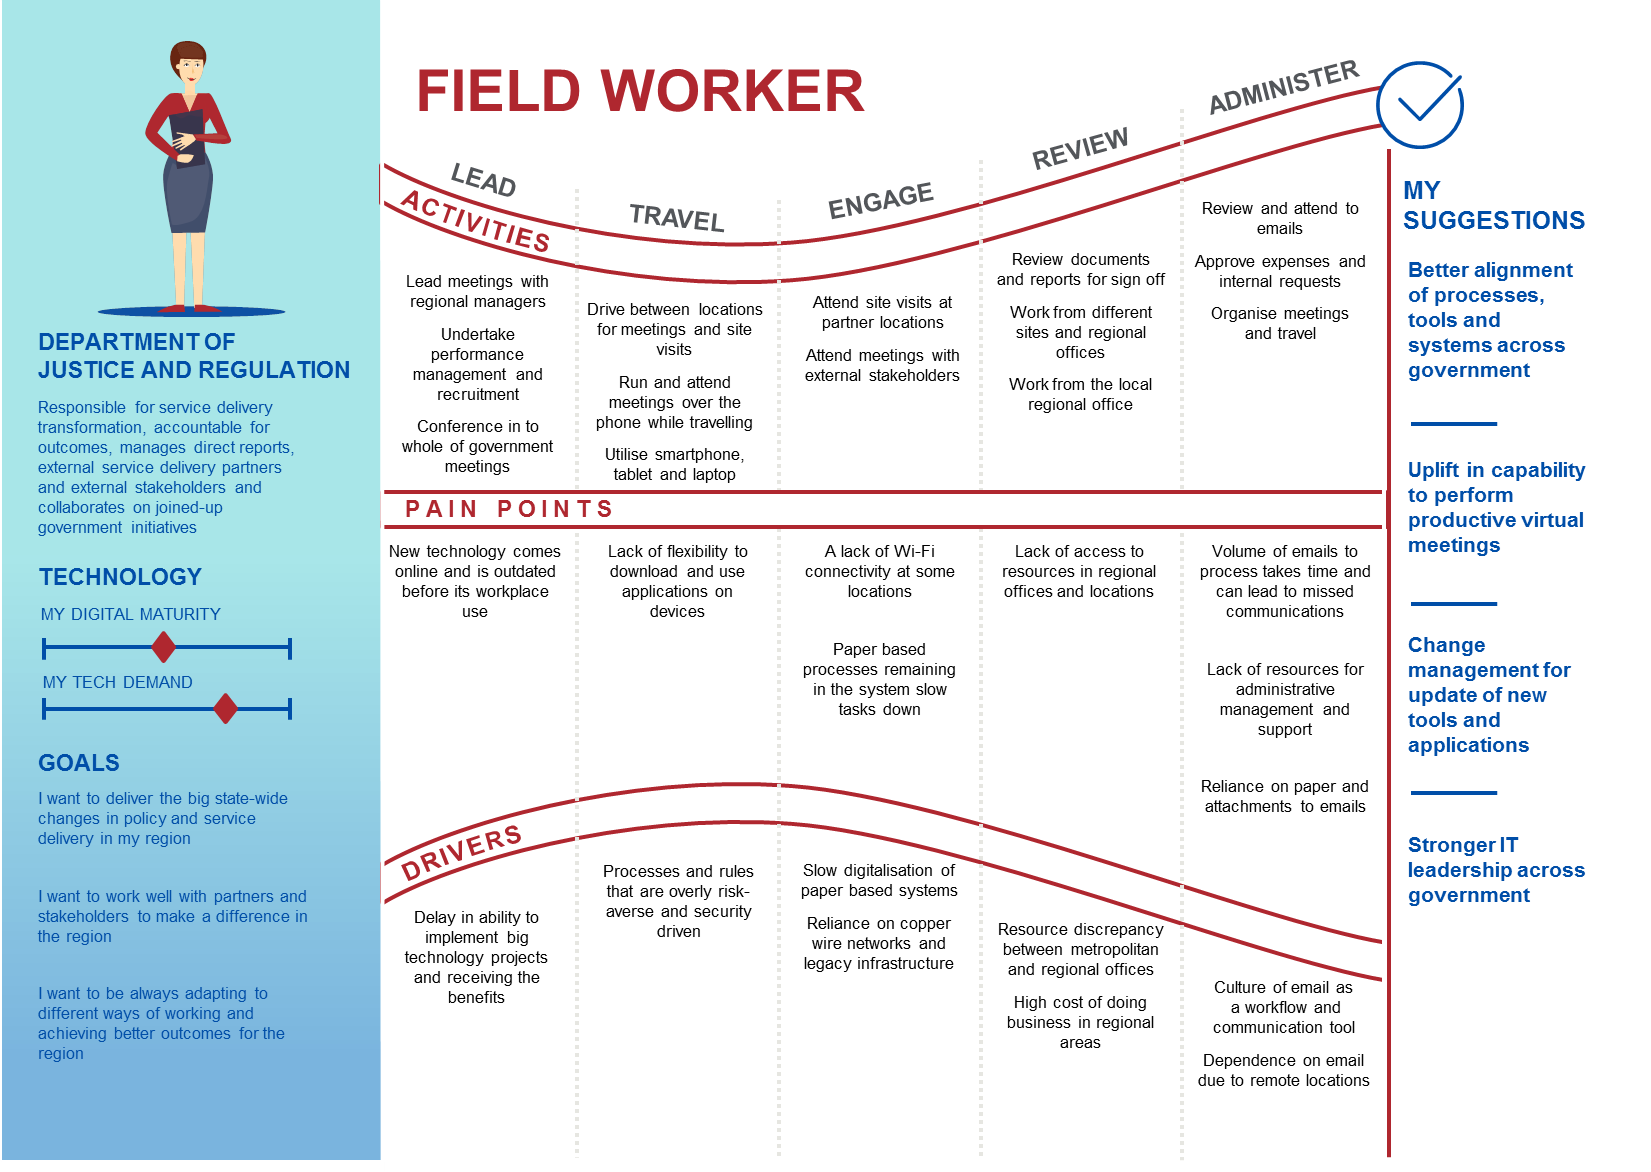 FIELD WORKER
DEPARTMENT OF
JUSTICE AND REGULATION
Responsible for service delivery
transformation, accountable for
outcomes, manages direct reports,
external service delivery partners
and external stakeholders and
collaborates on joined-up
government initiatives
TECHNOLOGY
MY DIGITAL MATURITY
MY TECH DEMAND
GOALS
I want to deliver the big state-wide
changes in policy and service
delivery in my region
I want to work well with partners and
stakeholders to make a difference in
the region
I want to be always adapting to
different ways of working and
achieving better outcomes for the
region
ACTIVITIES
LEAD
Lead meetings with
regional managers
Undertake
performance
management and
recruitment
Conference in to
whole of government
meetings
TRAVEL
Drive between locations
for meetings and site
visits
Run and attend
meetings over the
phone while travelling
Utilise smartphone,
tablet and laptop
ENGAGE
Attend site visits at
partner locations
Attend meetings with
external stakeholders
REVIEW
Review documents
and reports for sign off
Work from different
sites and regional
offices
Work from the local
regional office
ADMINISTER
Review and attend to
emails
Approve expenses and
internal requests
Organise meetings
and travel
PAIN POINTS
New technology comes
online and is outdated
before its workplace
use
Lack of flexibility to
download and use
applications on
devices
A lack of Wi-Fi
connectivity at some
locations
Paper based
processes remaining
in the system slow
tasks down
Lack of access to
resources in regional
offices and locations
Volume of emails to
process takes time and
can lead to missed
communications
Lack of resources for
administrative
management and
support
Reliance on paper and
attachments to emails
DRIVERS
Delay in ability to
implement big
technology projects
and receiving the
benefits
Processes and rules
that are overly risk-
averse and security
driven
Slow digitalisation of
paper based systems
Reliance on copper
wire networks and
legacy infrastructure
Resource discrepancy
between metropolitan
and regional offices
High cost of doing
business in regional
areas
Culture of email as
a workflow and
communication tool
Dependence on email
due to remote locations
MY
SUGGESTIONS
Better alignment
of processes,
tools and
systems across
government
Uplift in capability
to perform
productive virtual
meetings
Change
management for
update of new
tools and
applications
Stronger IT
leadership across
government